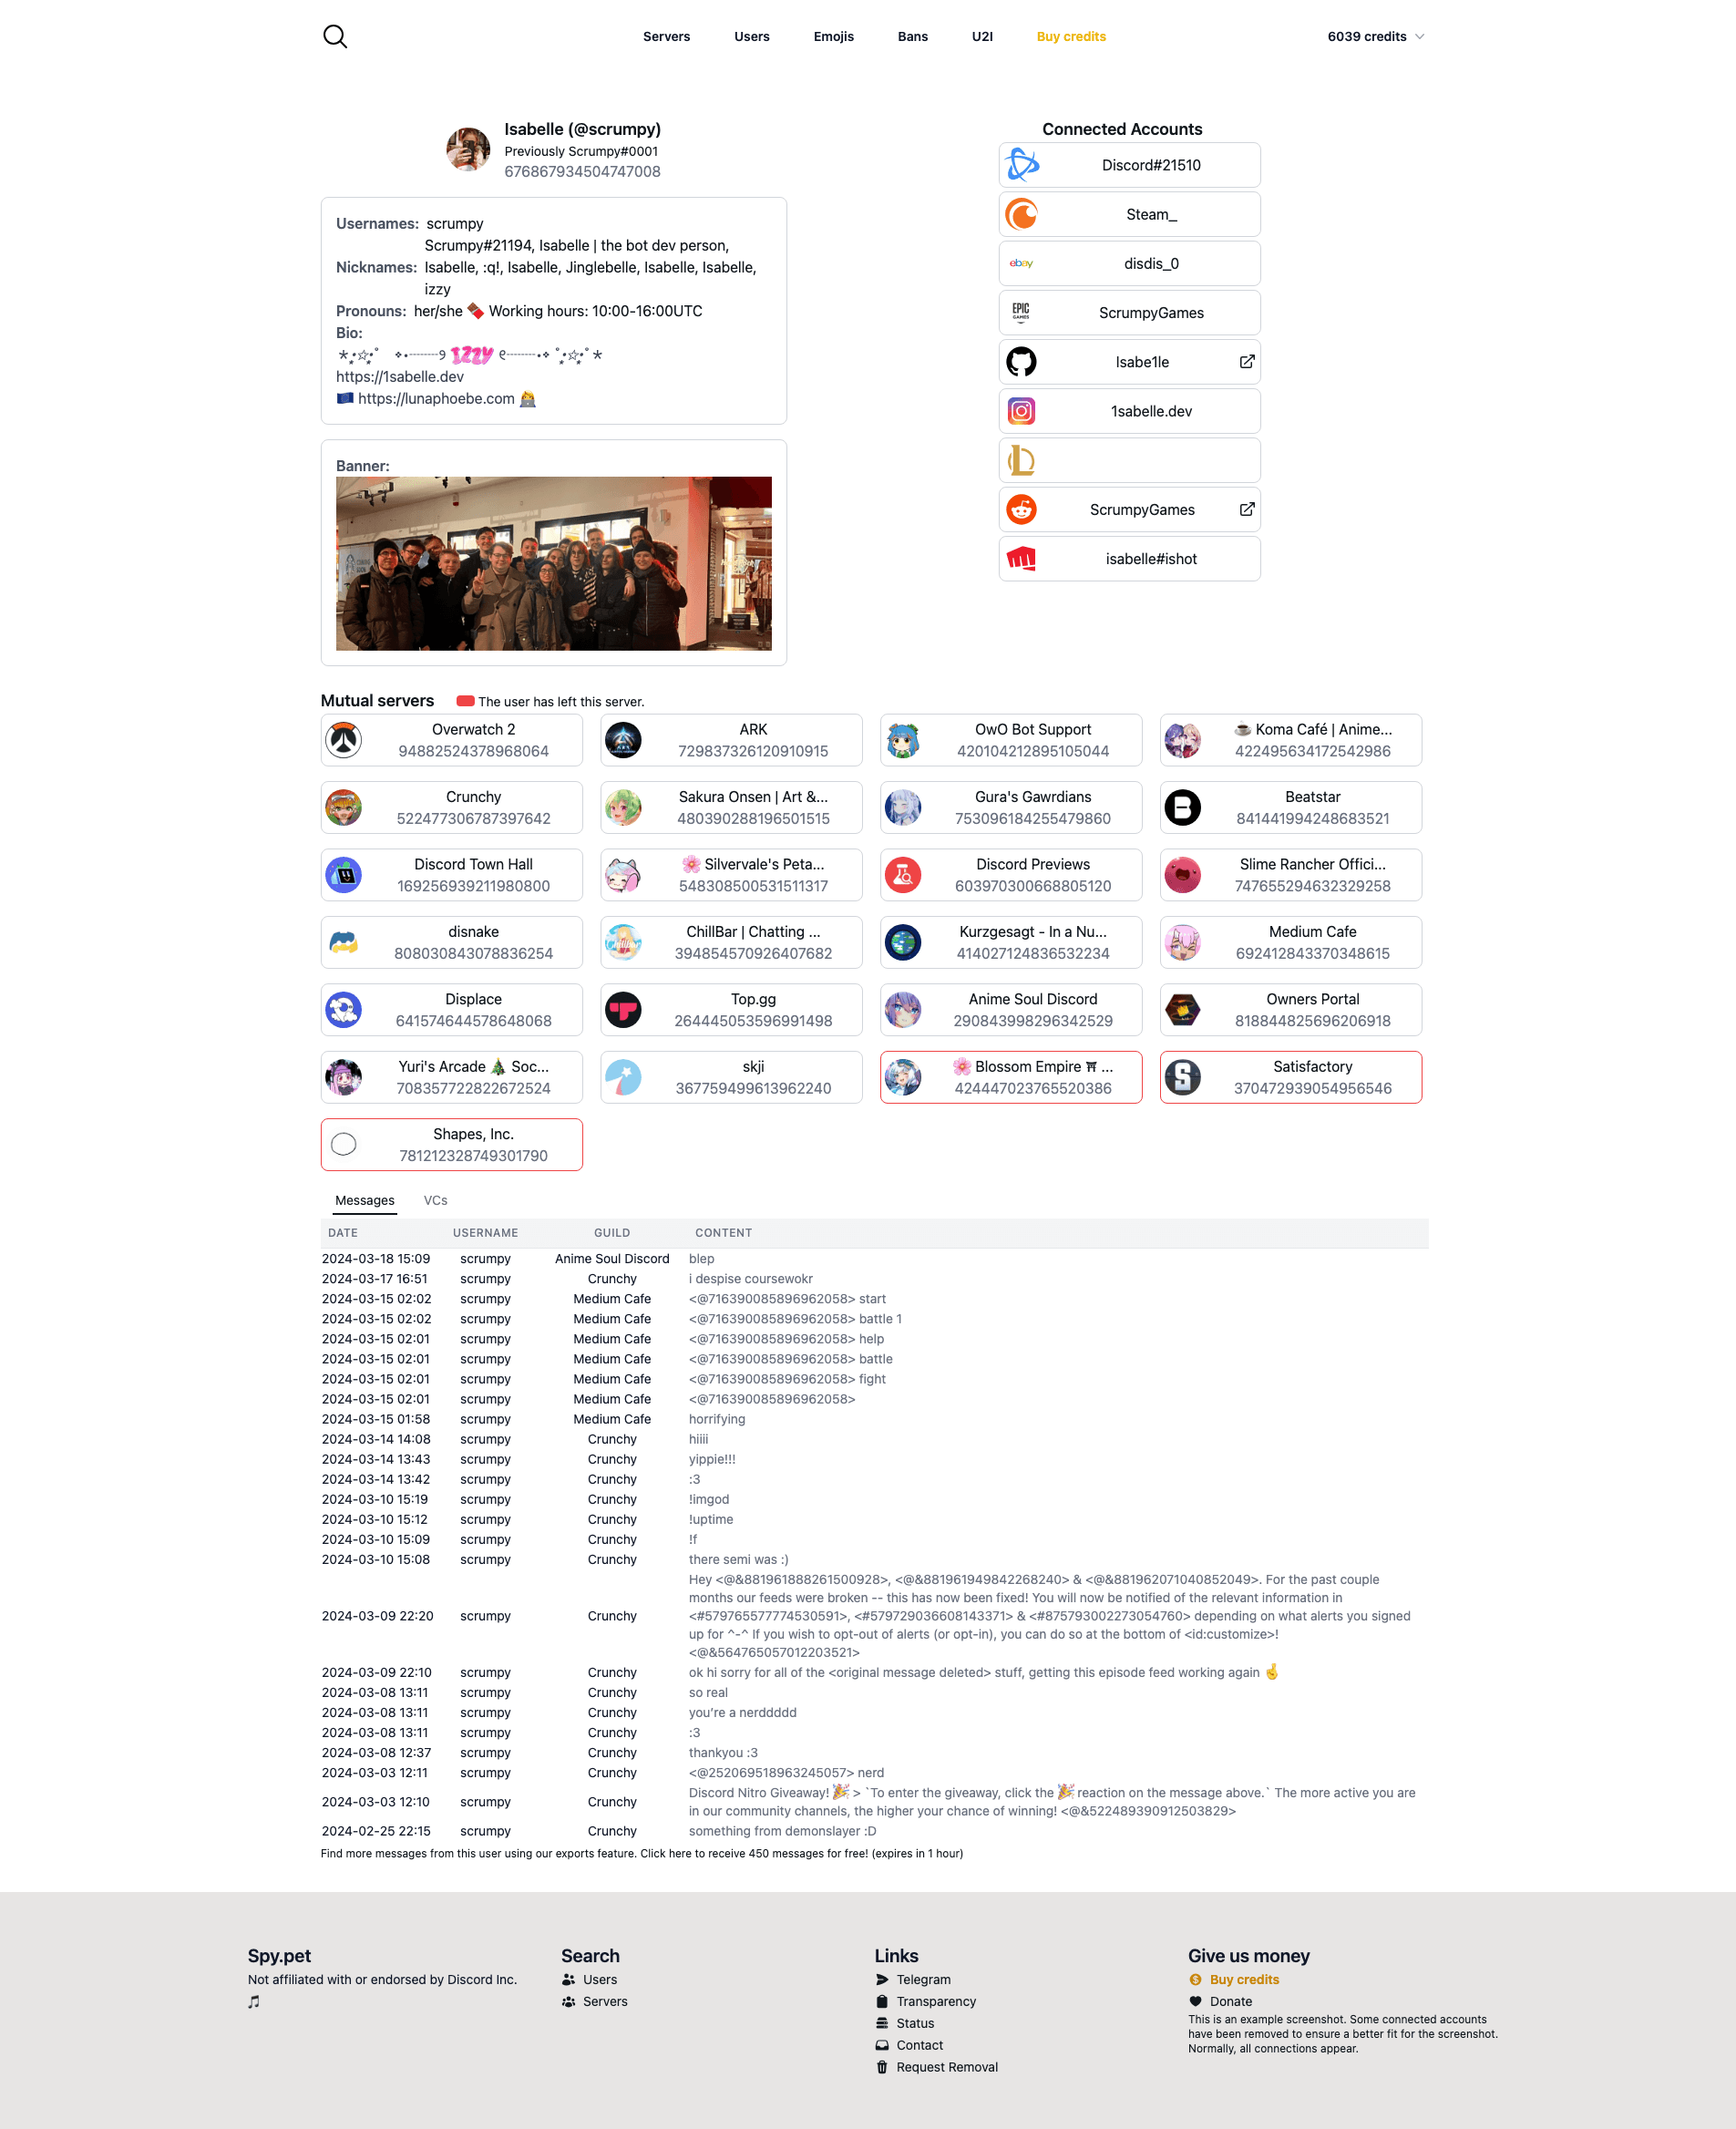 Servers Users Emojis Bans U2I Buy credits 6039 credits
Isabelle (@scrumpy)
Previously Scrumpy#0001
676867934504747008
Usernames: scrumpy
Scrumpy#21194, Isabelle | the bot dev person,
Nicknames: Isabelle, :q!, Isabelle, Jinglebelle, Isabelle, Isabelle,
izzy
Pronouns: her/she 🍫 Working hours: 10:00-16:00UTC
Bio:
IZZY
https://1sabelle.dev
🇪🇺 https://lunaphoebe.com 🧑‍💻
Banner:
Connected Accounts
Discord#21510
Steam_
ebay disdis_0
EPIC GAMES ScrumpyGames
Isabe1le
1sabelle.dev
ScrumpyGames
isabelle#ishot
Mutual servers The user has left this server.
Overwatch 2
94882524378968064
ARK
729837326120910915
OwO Bot Support
420104212895105044
☕ Koma Café | Anime...
422495634172542986
Crunchy
522477306787397642
Sakura Onsen | Art &...
480390288196501515
Gura's Gawrdians
753096184255479860
Beatstar
841441994248683521
Discord Town Hall
169256939211980800
🌸 Silvervale's Peta...
548308500531511317
Discord Previews
603970300668805120
Slime Rancher Offici...
747655294632329258
disnake
808030843078836254
ChillBar | Chatting ...
394854570926407682
Kurzgesagt - In a Nu...
414027124836532234
Medium Cafe
692412843370348615
Displace
641574644578648068
Top.gg
264445053596991498
Anime Soul Discord
290843998296342529
Owners Portal
818844825696206918
Yuri's Arcade 🎄 Soc...
708357722822672524
skji
367759499613962240
🌸 Blossom Empire ⛩ ...
424447023765520386
Satisfactory
370472939054956546
Shapes, Inc.
781212328749301790
Messages VCs
DATE USERNAME GUILD CONTENT
2024-03-18 15:09 scrumpy Anime Soul Discord blep
2024-03-17 16:51 scrumpy Crunchy i despise coursewokr
2024-03-15 02:02 scrumpy Medium Cafe <@716390085896962058> start
2024-03-15 02:02 scrumpy Medium Cafe <@716390085896962058> battle 1
2024-03-15 02:01 scrumpy Medium Cafe <@716390085896962058> help
2024-03-15 02:01 scrumpy Medium Cafe <@716390085896962058> battle
2024-03-15 02:01 scrumpy Medium Cafe <@716390085896962058> fight
2024-03-15 02:01 scrumpy Medium Cafe <@716390085896962058>
2024-03-15 01:58 scrumpy Medium Cafe horrifying
2024-03-14 14:08 scrumpy Crunchy hiiii
2024-03-14 13:43 scrumpy Crunchy yippie!!!
2024-03-14 13:42 scrumpy Crunchy :3
2024-03-10 15:19 scrumpy Crunchy !imgod
2024-03-10 15:12 scrumpy Crunchy !uptime
2024-03-10 15:09 scrumpy Crunchy !f
2024-03-10 15:08 scrumpy Crunchy there semi was :)
Hey <@&881961888261500928>, <@&881961949842268240> & <@&881962071040852049>. For the past couple
months our feeds were broken -- this has now been fixed! You will now be notified of the relevant information in
2024-03-09 22:20 scrumpy Crunchy <#579765577774530591>, <#579729036608143371> & <#875793002273054760> depending on what alerts you signed
up for ^-^ If you wish to opt-out of alerts (or opt-in), you can do so at the bottom of <id:customize>!
<@&564765057012203521>
2024-03-09 22:10 scrumpy Crunchy ok hi sorry for all of the <original message deleted> stuff, getting this episode feed working again 🤞
2024-03-08 13:11 scrumpy Crunchy so real
2024-03-08 13:11 scrumpy Crunchy you’re a nerddddd
2024-03-08 13:11 scrumpy Crunchy :3
2024-03-08 12:37 scrumpy Crunchy thankyou :3
2024-03-03 12:11 scrumpy Crunchy <@252069518963245057> nerd
Discord Nitro Giveaway! 🎉 > `To enter the giveaway, click the 🎉 reaction on the message above.` The more active you are
2024-03-03 12:10 scrumpy Crunchy in our community channels, the higher your chance of winning! <@&522489390912503829>
2024-02-25 22:15 scrumpy Crunchy something from demonslayer :D
Find more messages from this user using our exports feature. Click here to receive 450 messages for free! (expires in 1 hour)
Spy.pet
Not affiliated with or endorsed by Discord Inc.
🎵
Search
Users
Servers
Links
Telegram
Transparency
Status
Contact
Request Removal
Give us money
Buy credits
Donate
This is an example screenshot. Some connected accounts
have been removed to ensure a better fit for the screenshot.
Normally, all connections appear.